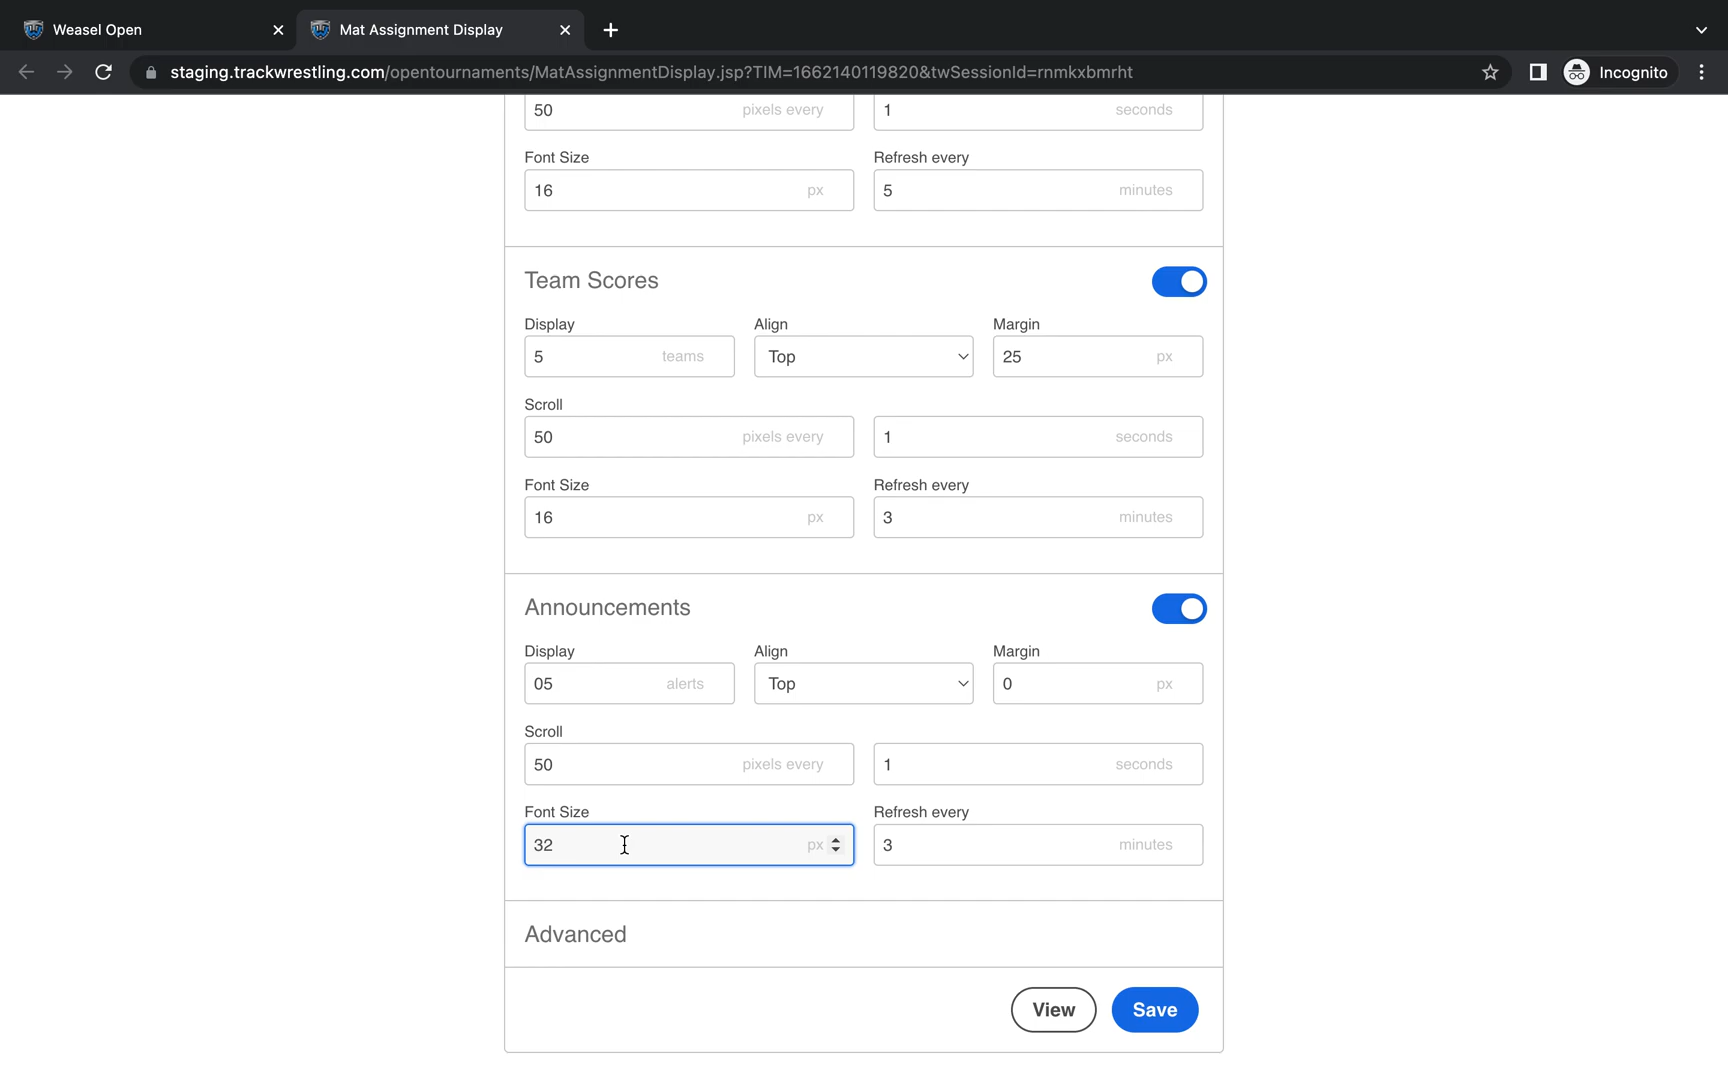 Weasel Open
Mat Assignment Display
staging.trackwrestling.com/opentournaments/MatAssignmentDisplay.jsp?TIM=1662140119820&twSessionId=rnmkxbmrht
Incognito
50 pixels every 1 seconds
Font Size Refresh every
16 px 5 minutes
Team Scores
Display Align Margin
5 teams Top 25 px
Scroll
50 pixels every 1 seconds
Font Size Refresh every
16 px 3 minutes
Announcements
Display Align Margin
05 alerts Top 0 px
Scroll
50 pixels every 1 seconds
Font Size Refresh every
32 px 3 minutes
Advanced
View Save